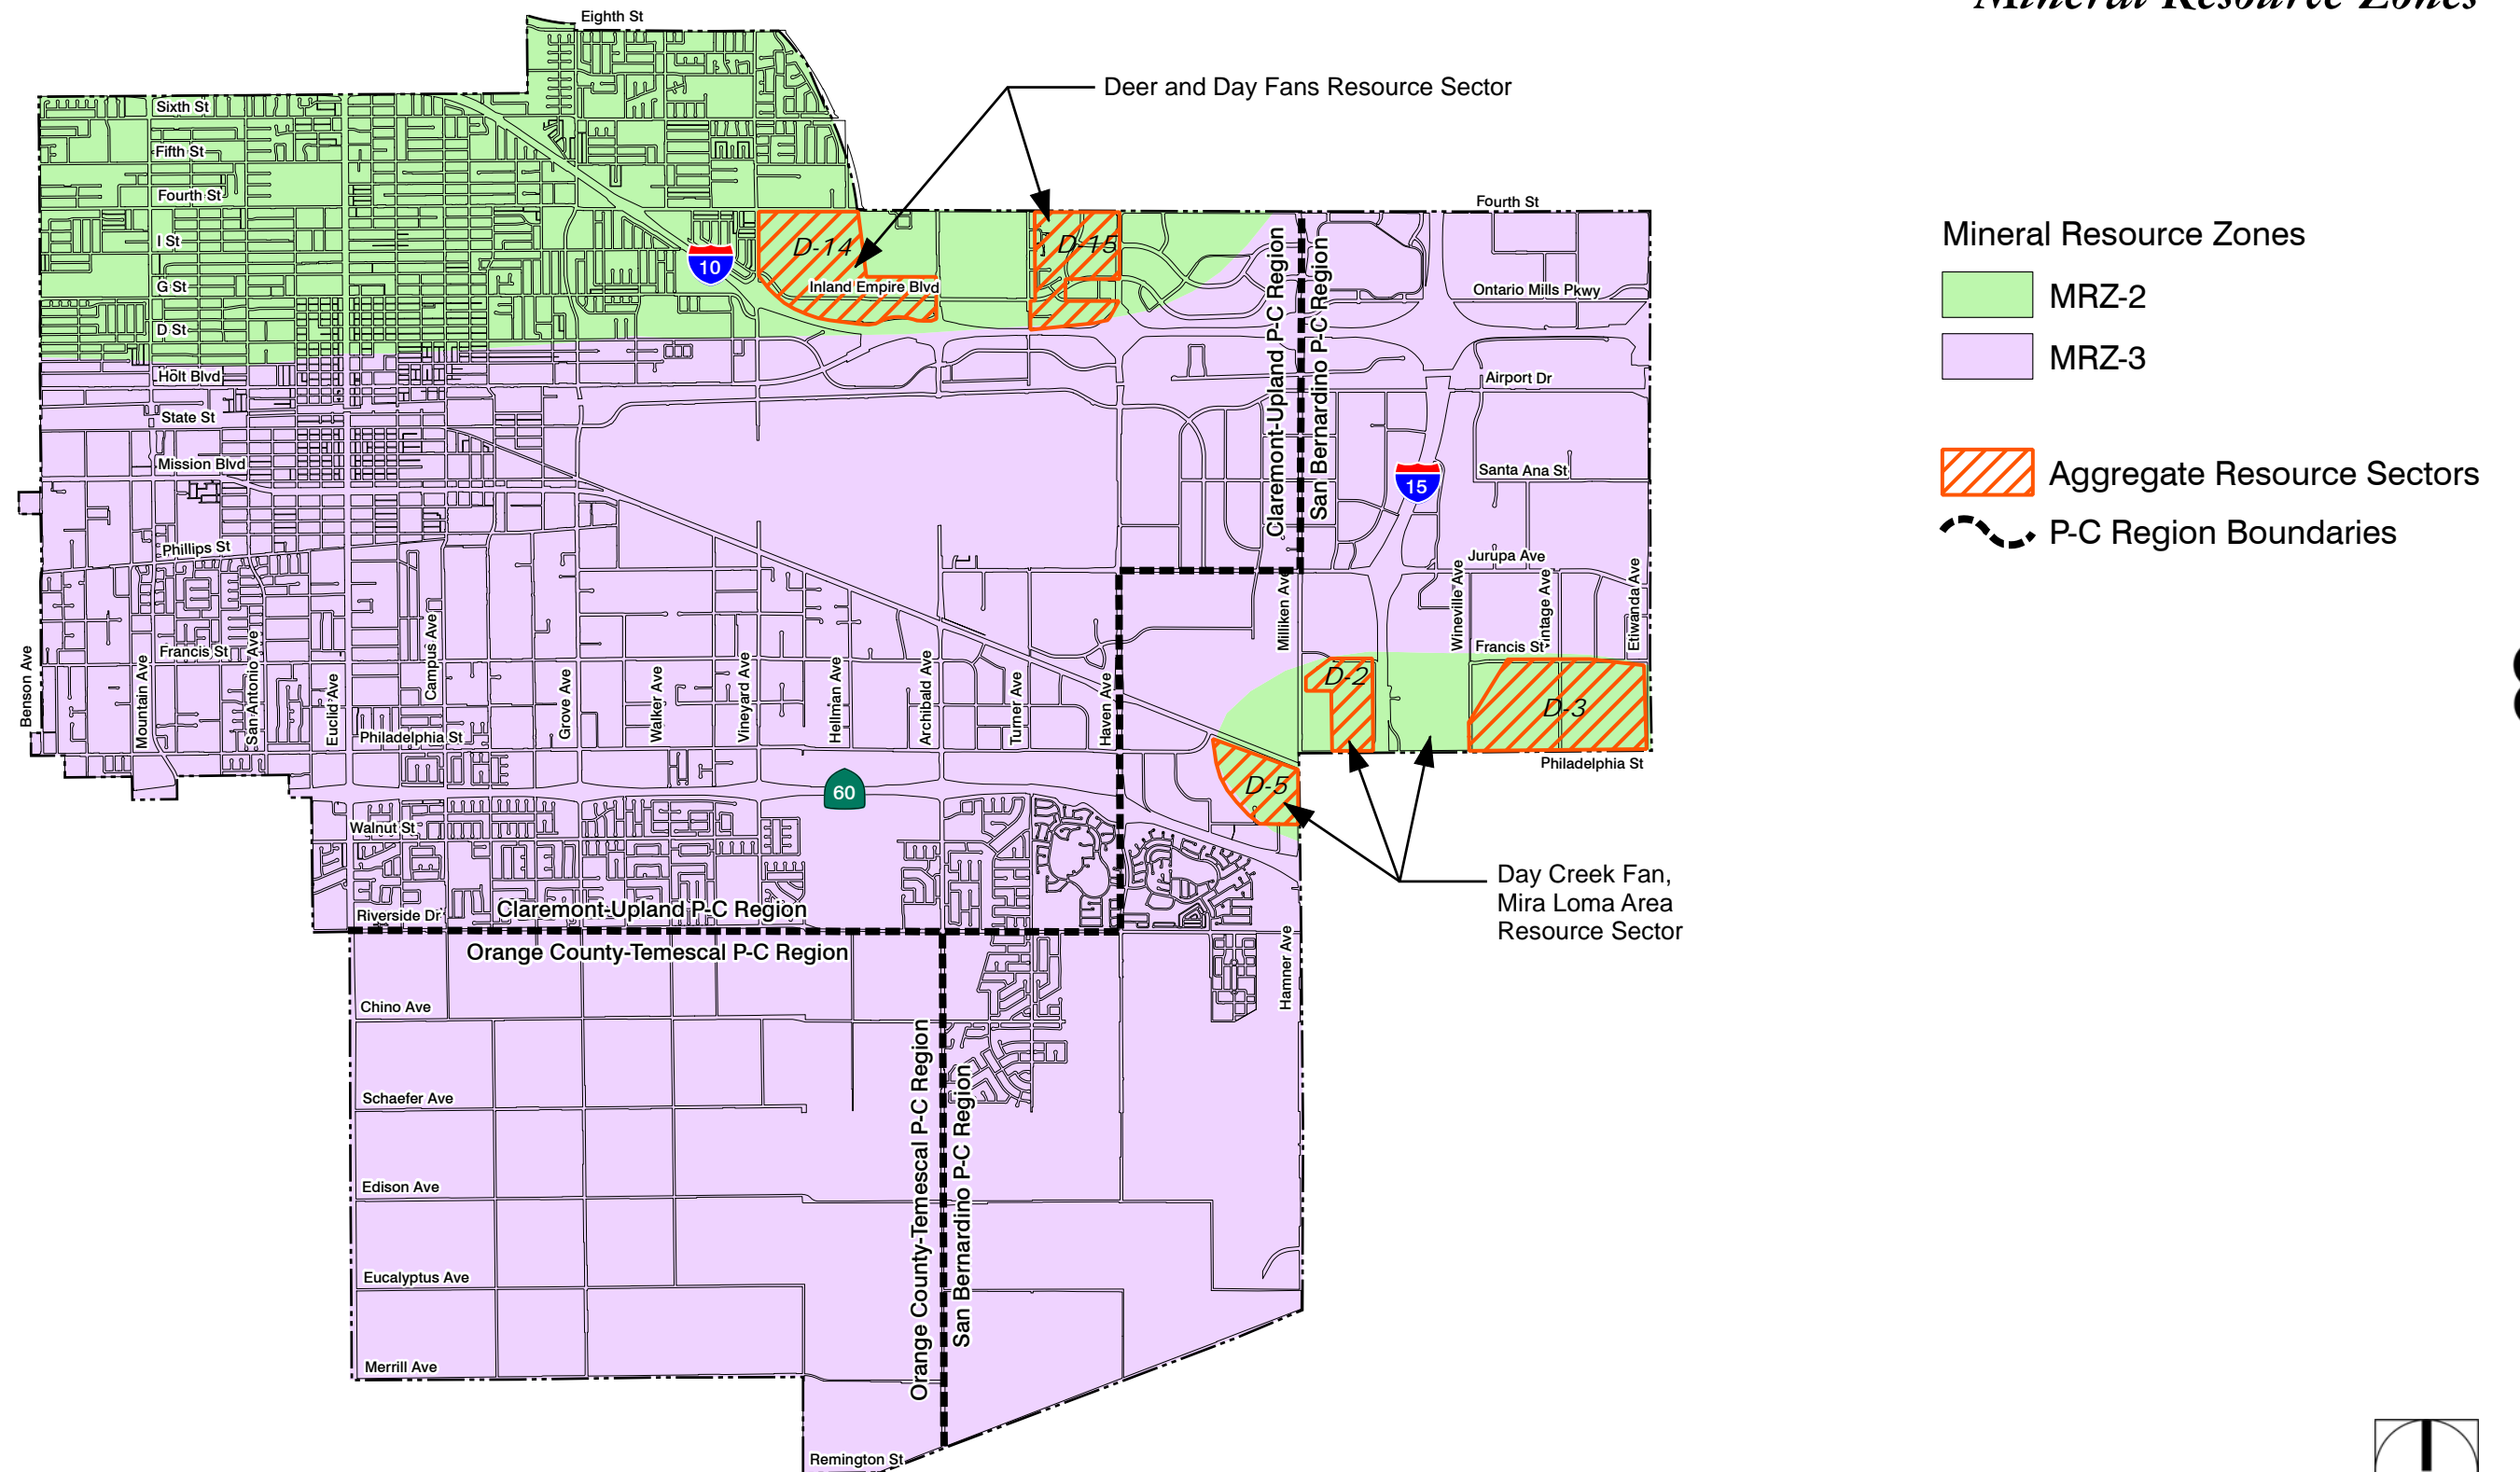 Mineral Resource Zones
Eighth St
Deer and Day Fans Resource Sector
Sixth St
Fifth St
Fourth St
Fourth St
I St
D-14
D-15
10
G St
Inland Empire Blvd
Ontario Mills Pkwy
D St
Holt Blvd
Airport Dr
State St
Mission Blvd
Santa Ana St
15
Claremont-Upland P-C Region
San Bernardino P-C Region
Phillips St
Jurupa Ave
Francis St
Francis St
Benson Ave
Mountain Ave
San Antonio Ave
Euclid Ave
Campus Ave
Grove Ave
Walker Ave
Vineyard Ave
Hellman Ave
Archibald Ave
Turner Ave
Haven Ave
Milliken Ave
Wineville Ave
ntage Ave
Etiwanda Ave
D-2
D-3
Philadelphia St
Philadelphia St
D-5
60
Walnut St
Day Creek Fan,
Mira Loma Area
Resource Sector
Riverside Dr
Claremont-Upland P-C Region
Orange County-Temescal P-C Region
Hamner Ave
Chino Ave
Schaefer Ave
Orange County-Temescal P-C Region
San Bernardino P-C Region
Edison Ave
Eucalyptus Ave
Merrill Ave
Remington St
Mineral Resource Zones
MRZ-2
MRZ-3
Aggregate Resource Sectors
P-C Region Boundaries